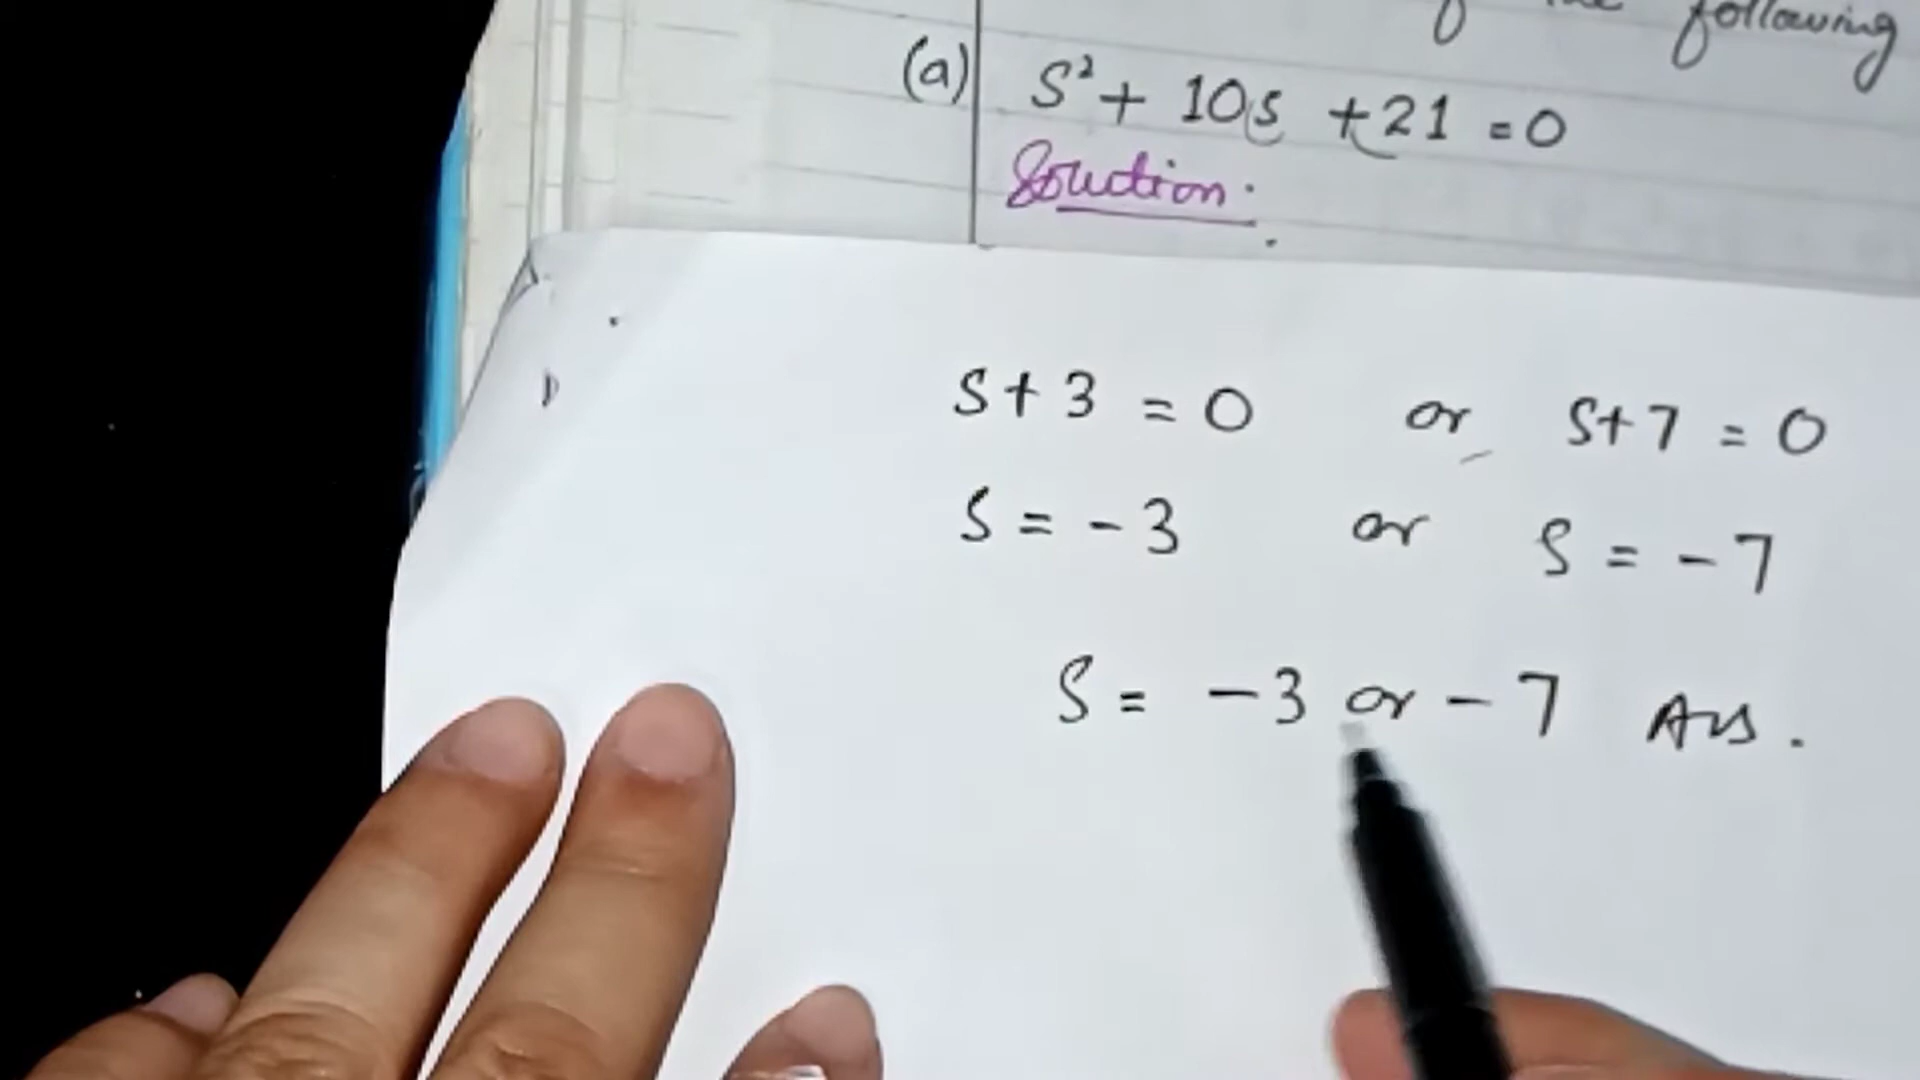 following
(a) S² + 10s + 21 = 0
Solution.
S + 3 = 0 or S + 7 = 0
S = -3 or S = -7
S = -3 or -7 Ans.